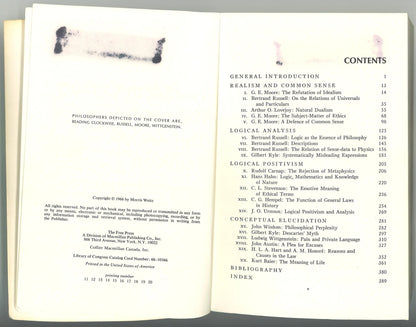 PHILOSOPHERS DEPICTED ON THE COVER ARE,
READING CLOCKWISE, RUSSELL, MOORE, WITTGENSTEIN.
Copyright © 1966 by Morris Weitz
All rights reserved. No part of this book may be reproduced or transmitted in any form
or by any means, electronic or mechanical, including photocopying, recording, or by
any information storage and retrieval system, without permission in writing from
the Publisher.
The Free Press
A Division of Macmillan Publishing Co., Inc.
866 Third Avenue, New York, N.Y. 10022
Collier Macmillan Canada, Inc.
Library of Congress Catalog Card Number: 66-10366
Printed in the United States of America
printing number
11 12 13 14 15 16 17 18 19 20
CONTENTS
GENERAL INTRODUCTION 1
REALISM AND COMMON SENSE 13
I. G. E. Moore: The Refutation of Idealism 14
II. Bertrand Russell: On the Relations of Universals
and Particulars 35
III. Arthur O. Lovejoy: Natural Dualism 51
IV. G. E. Moore: The Subject-Matter of Ethics 68
V. G. E. Moore: A Defence of Common Sense 98
LOGICAL ANALYSIS
VI. Bertrand Russell: Logic as the Essence of Philosophy 126
VII. Bertrand Russell: Descriptions 143
VIII. Bertrand Russell: The Relation of Sense-data to Physics
IX. Gilbert Ryle: Systematically Misleading Expressions
LOGICAL POSITIVISM
X. Rudolf Carnap: The Rejection of Metaphysics
XI. Hans Hahn: Logic, Mathematics and Knowledge
of Nature
XII. C. L. Stevenson: The Emotive Meaning
of Ethical Terms
XIII. C. G. Hempel: The Function of General Laws
in History
XIV. J. O. Urmson: Logical Positivism and Analysis
CONCEPTUAL ELUCIDATION
XV. John Wisdom: Philosophical Perplexity
XVI. Gilbert Ryle: Descartes' Myth
XVII. Ludwig Wittgenstein: Pain and Private Language
XVIII. John Austin: A Plea for Excuses
XIX. H. L. A. Hart and A. M. Honoré: Reasons and
Causes in the Law
XX. Kurt Baier: The Meaning of Life 361
BIBLIOGRAPHY 380
INDEX 389